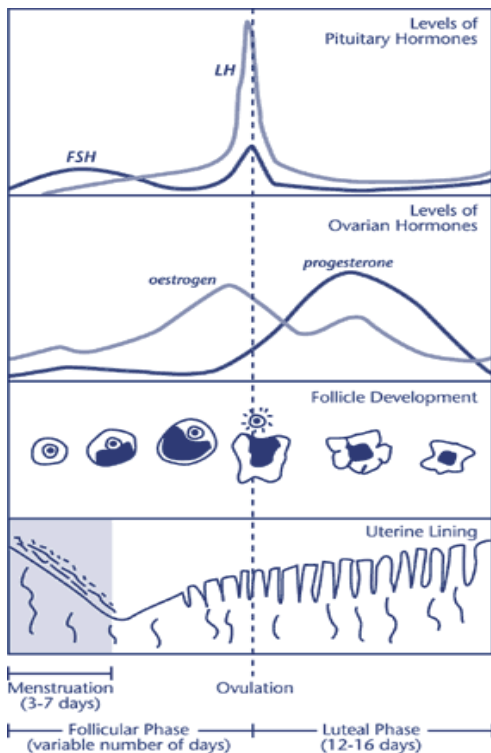 Levels of
Pituitary Hormones
LH
FSH
Levels of
Ovarian Hormones
progesterone
oestrogen
Follicle Development
Uterine Lining
Menstruation
(3-7 days)
Ovulation
Follicular Phase
(variable number of days)
Luteal Phase
(12-16 days)